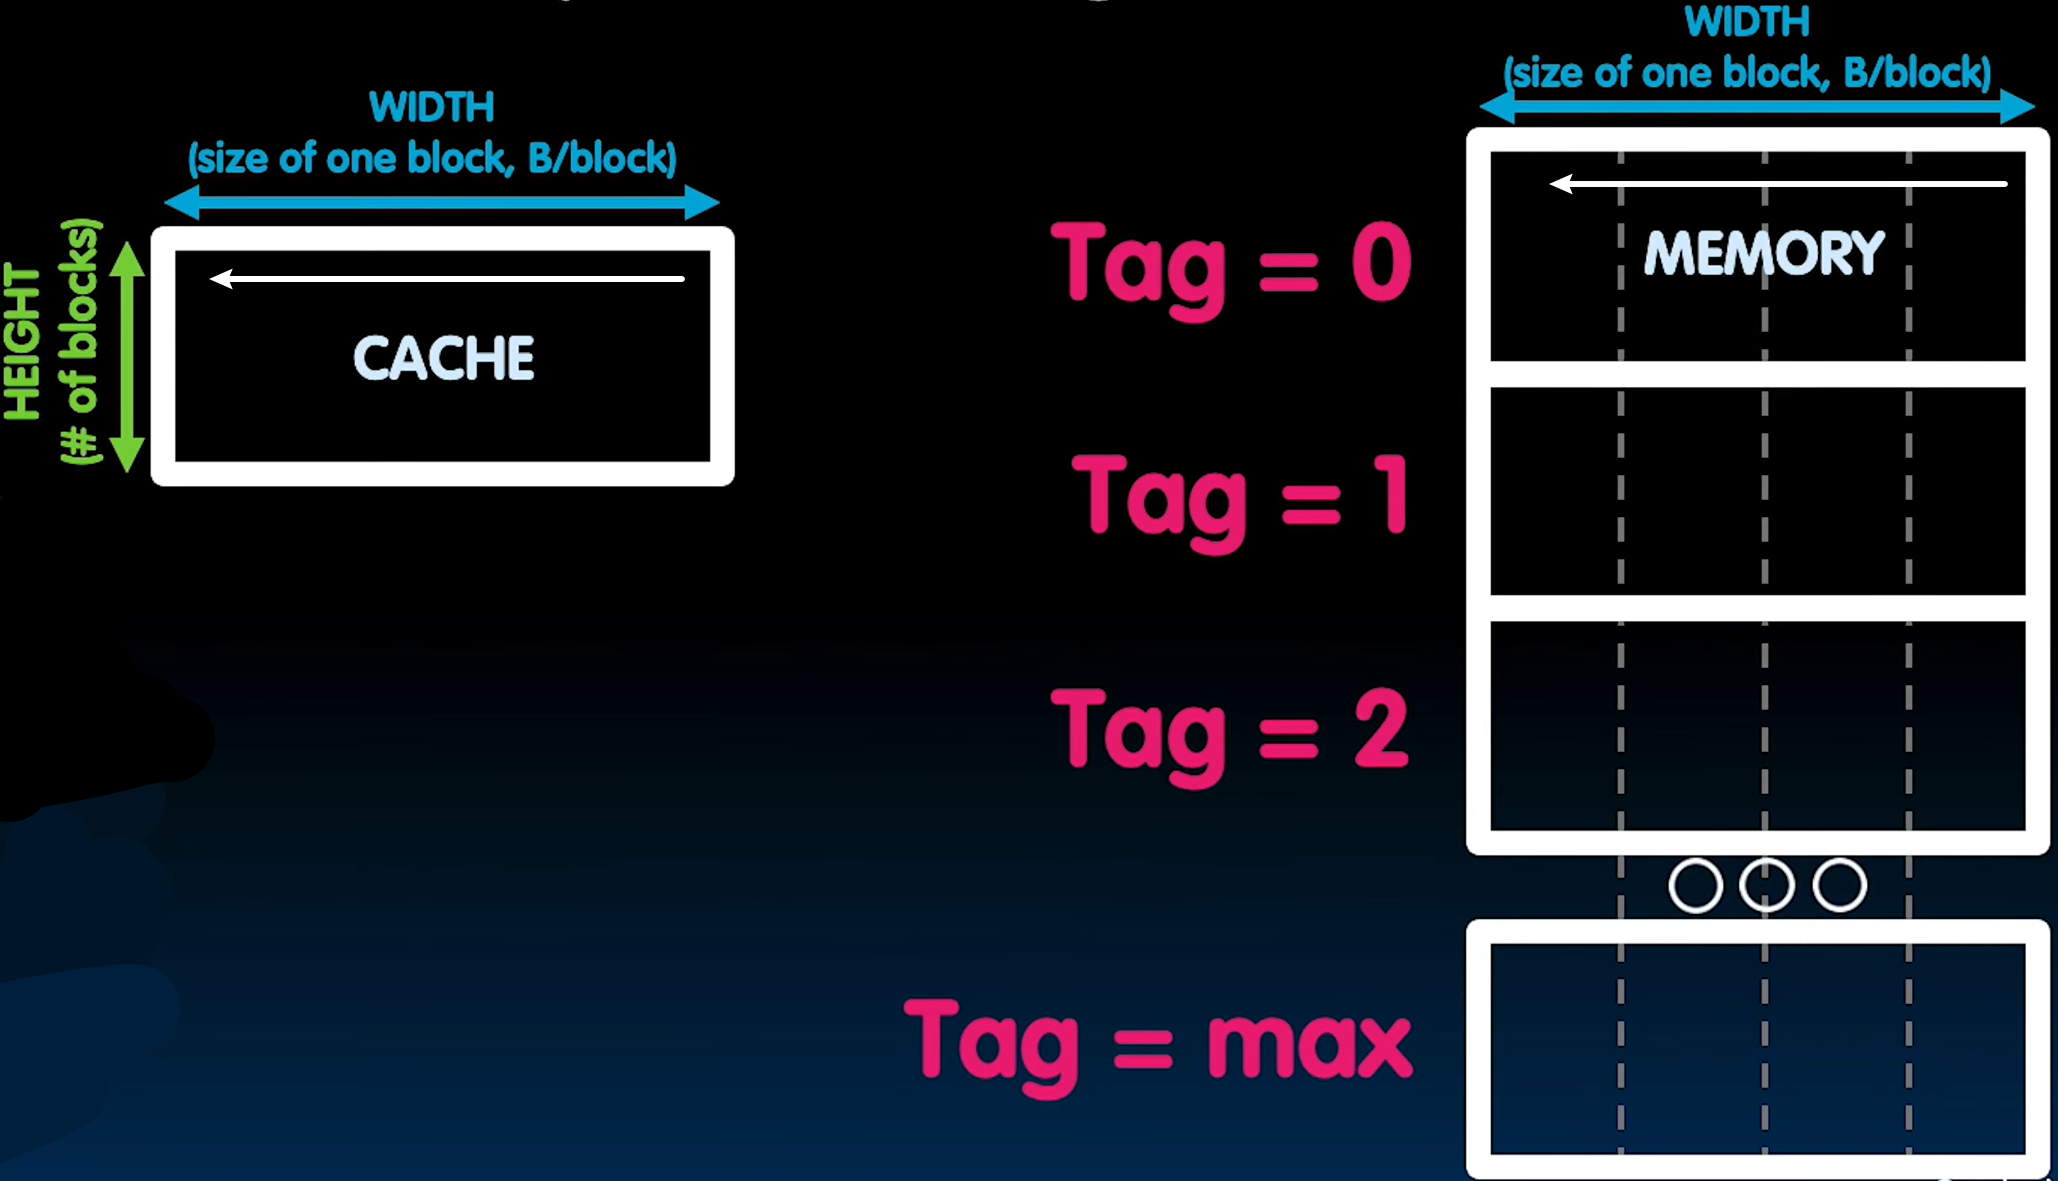 WIDTH
(size of one block, B/block)
HEIGHT
(# of blocks)
CACHE
WIDTH
(size of one block, B/block)
MEMORY
Tag = 0
Tag = 1
Tag = 2
Tag = max